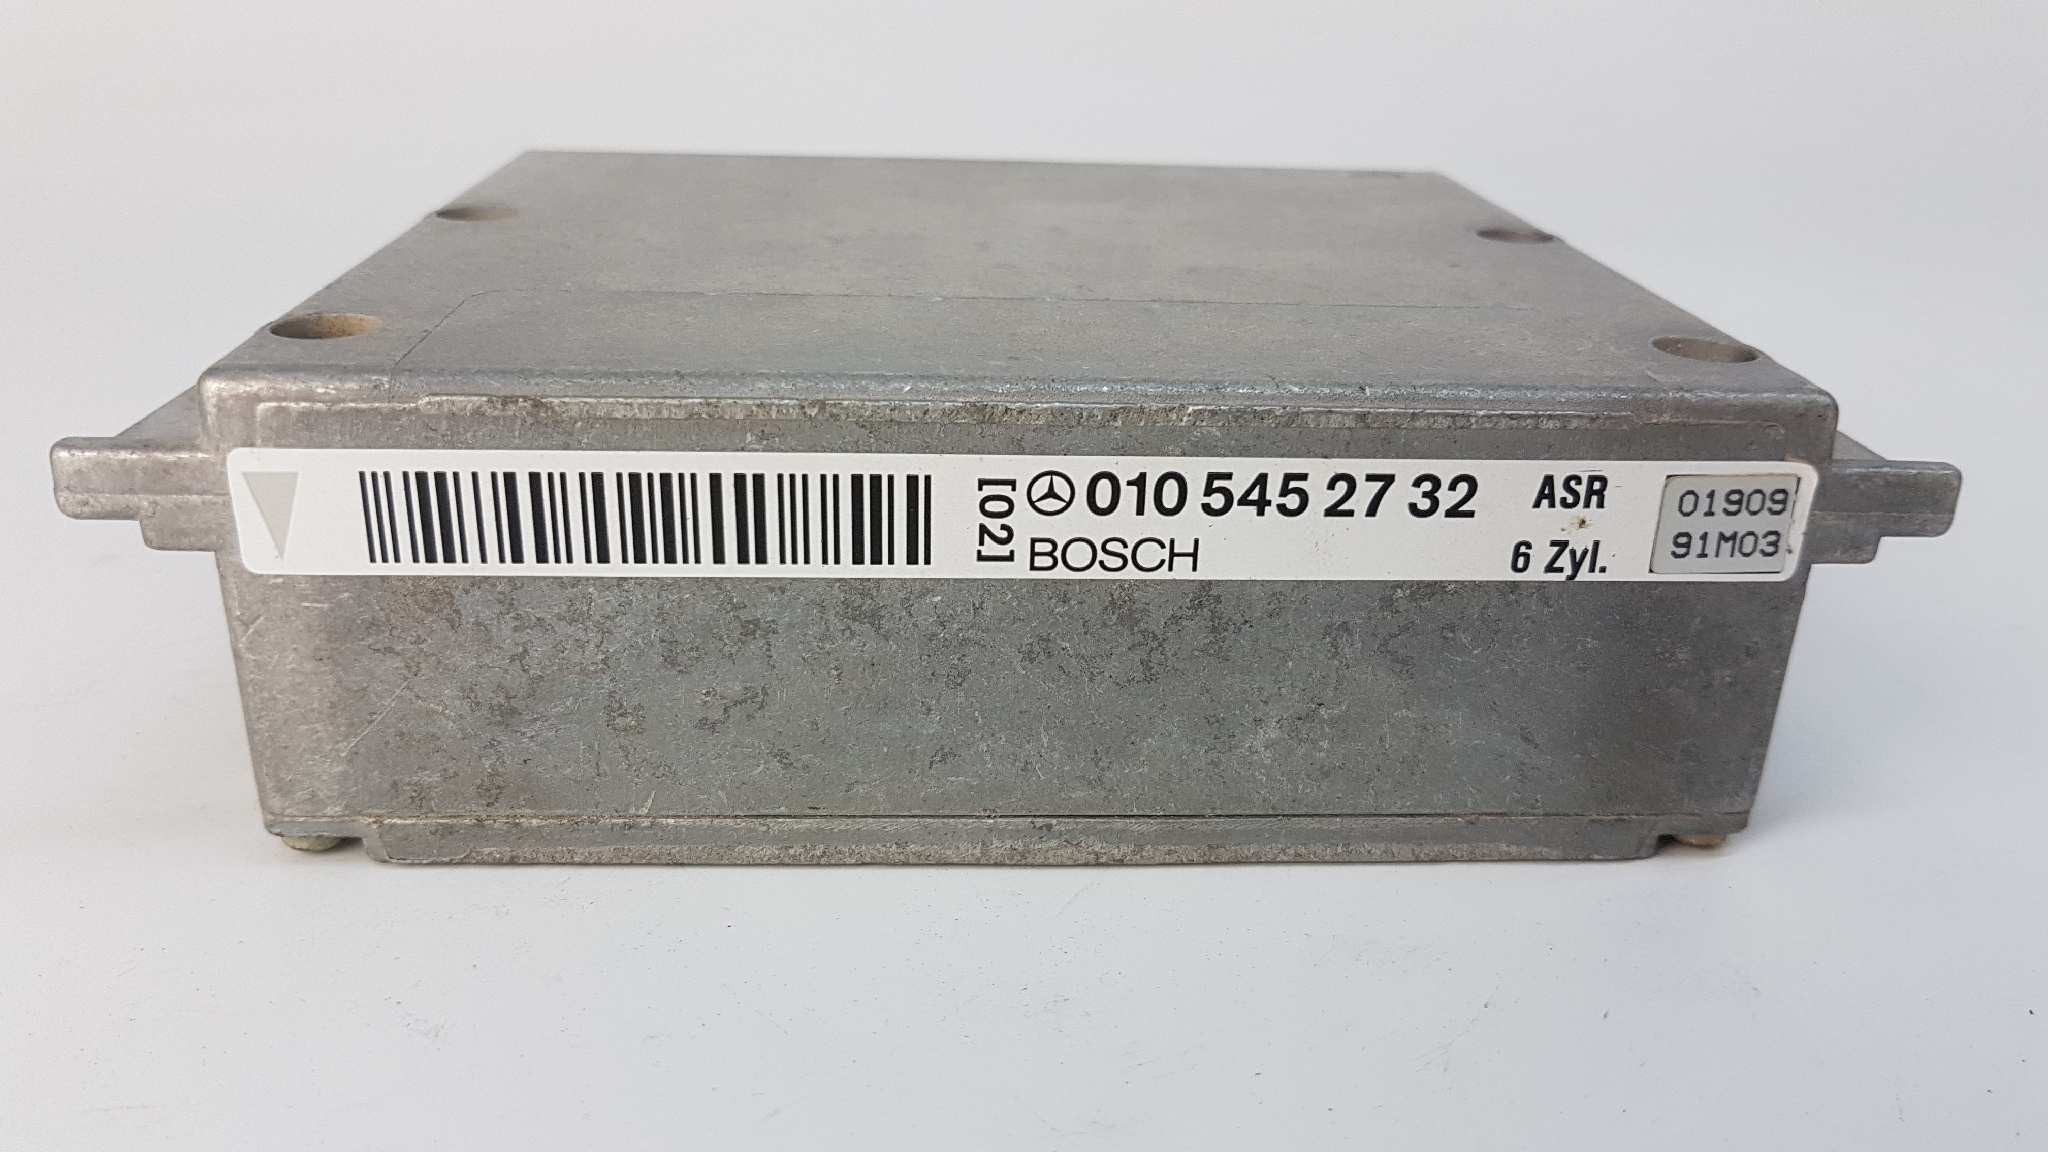 [02]
010 545 27 32 ASR
BOSCH 6 Zyl.
01909
91M03